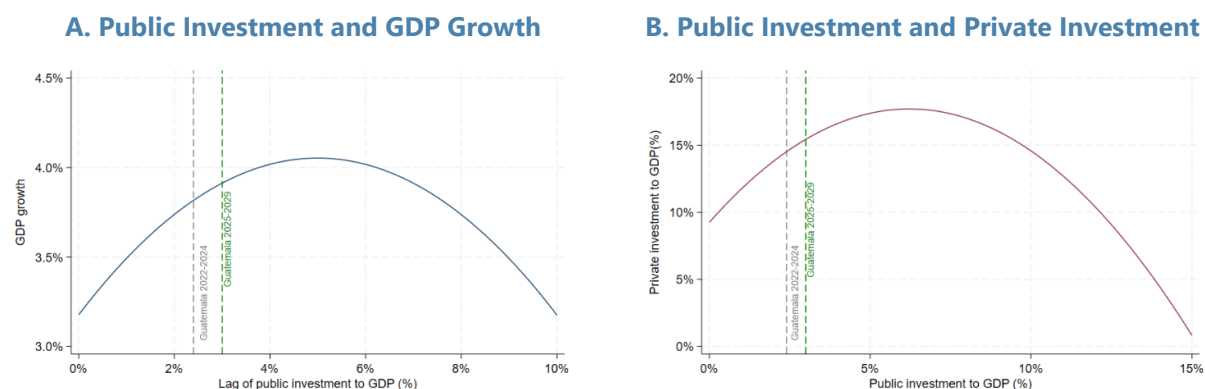 A. Public Investment and GDP Growth
4.5%
4.0%
3.5%
3.0%
GDP growth
Guatemala 2022-2024
Guatemala 2025-2029
0% 2% 4% 6% 8% 10%
Lag of public investment to GDP (%)
B. Public Investment and Private Investment
20%
15%
10%
5%
0%
Private investment to GDP(%)
Guatemala 2022-2024
Guatemala 2025-2029
0% 5% 10% 15%
Public investment to GDP (%)